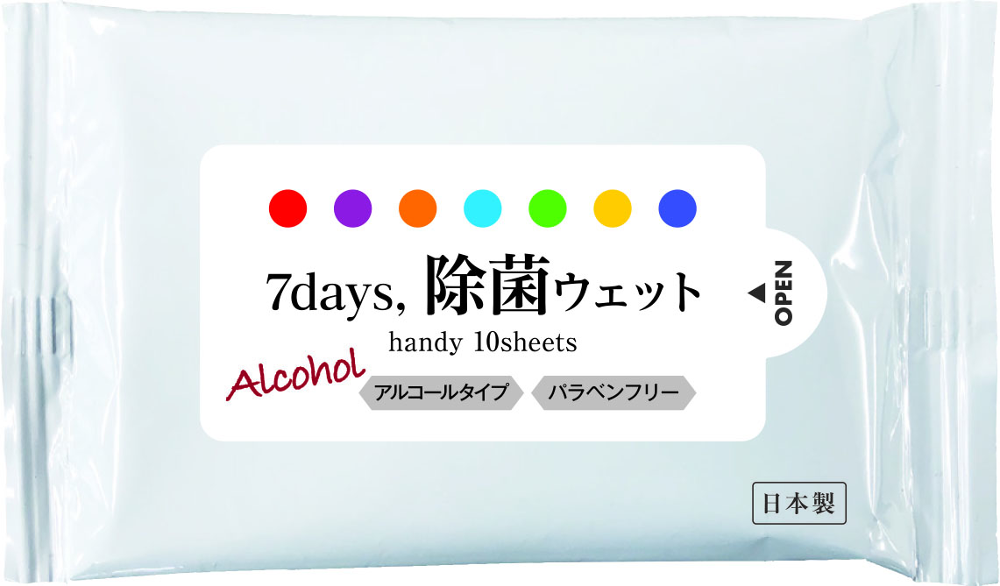 7days, 除菌ウェット
OPEN
handy 10sheets
Alcohol
アルコールタイプ
パラベンフリー
日本製